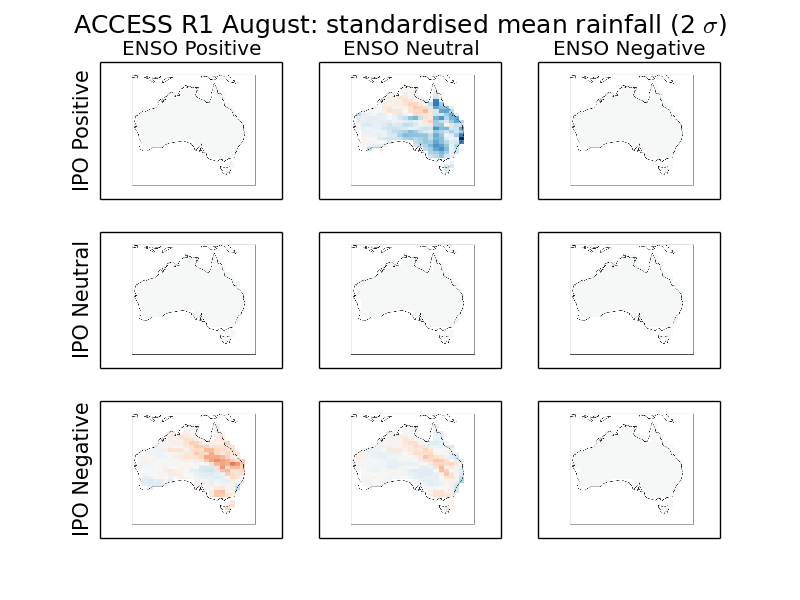 ACCESS R1 August: standardised mean rainfall (2 σ)
ENSO Positive
ENSO Neutral
ENSO Negative
IPO Positive
IPO Neutral
IPO Negative